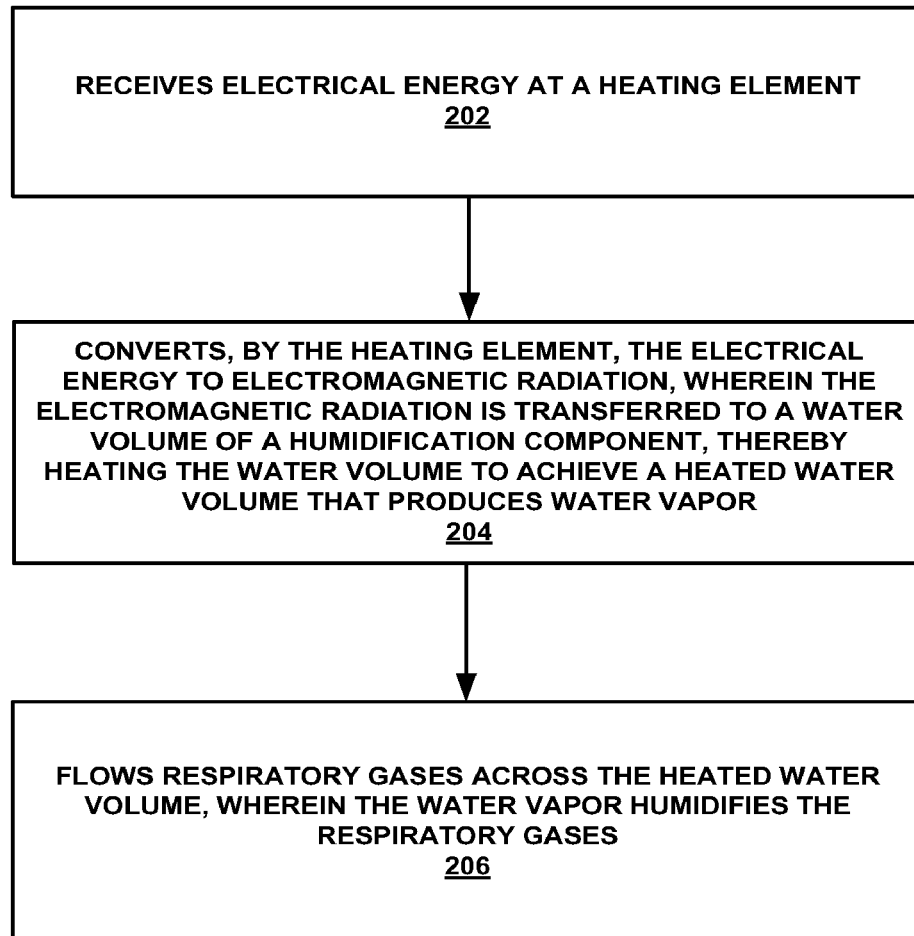 RECEIVES ELECTRICAL ENERGY AT A HEATING ELEMENT
202
CONVERTS, BY THE HEATING ELEMENT, THE ELECTRICAL
ENERGY TO ELECTROMAGNETIC RADIATION, WHEREIN THE
ELECTROMAGNETIC RADIATION IS TRANSFERRED TO A WATER
VOLUME OF A HUMIDIFICATION COMPONENT, THEREBY
HEATING THE WATER VOLUME TO ACHIEVE A HEATED WATER
VOLUME THAT PRODUCES WATER VAPOR
204
FLOWS RESPIRATORY GASES ACROSS THE HEATED WATER
VOLUME, WHEREIN THE WATER VAPOR HUMIDIFIES THE
RESPIRATORY GASES
206